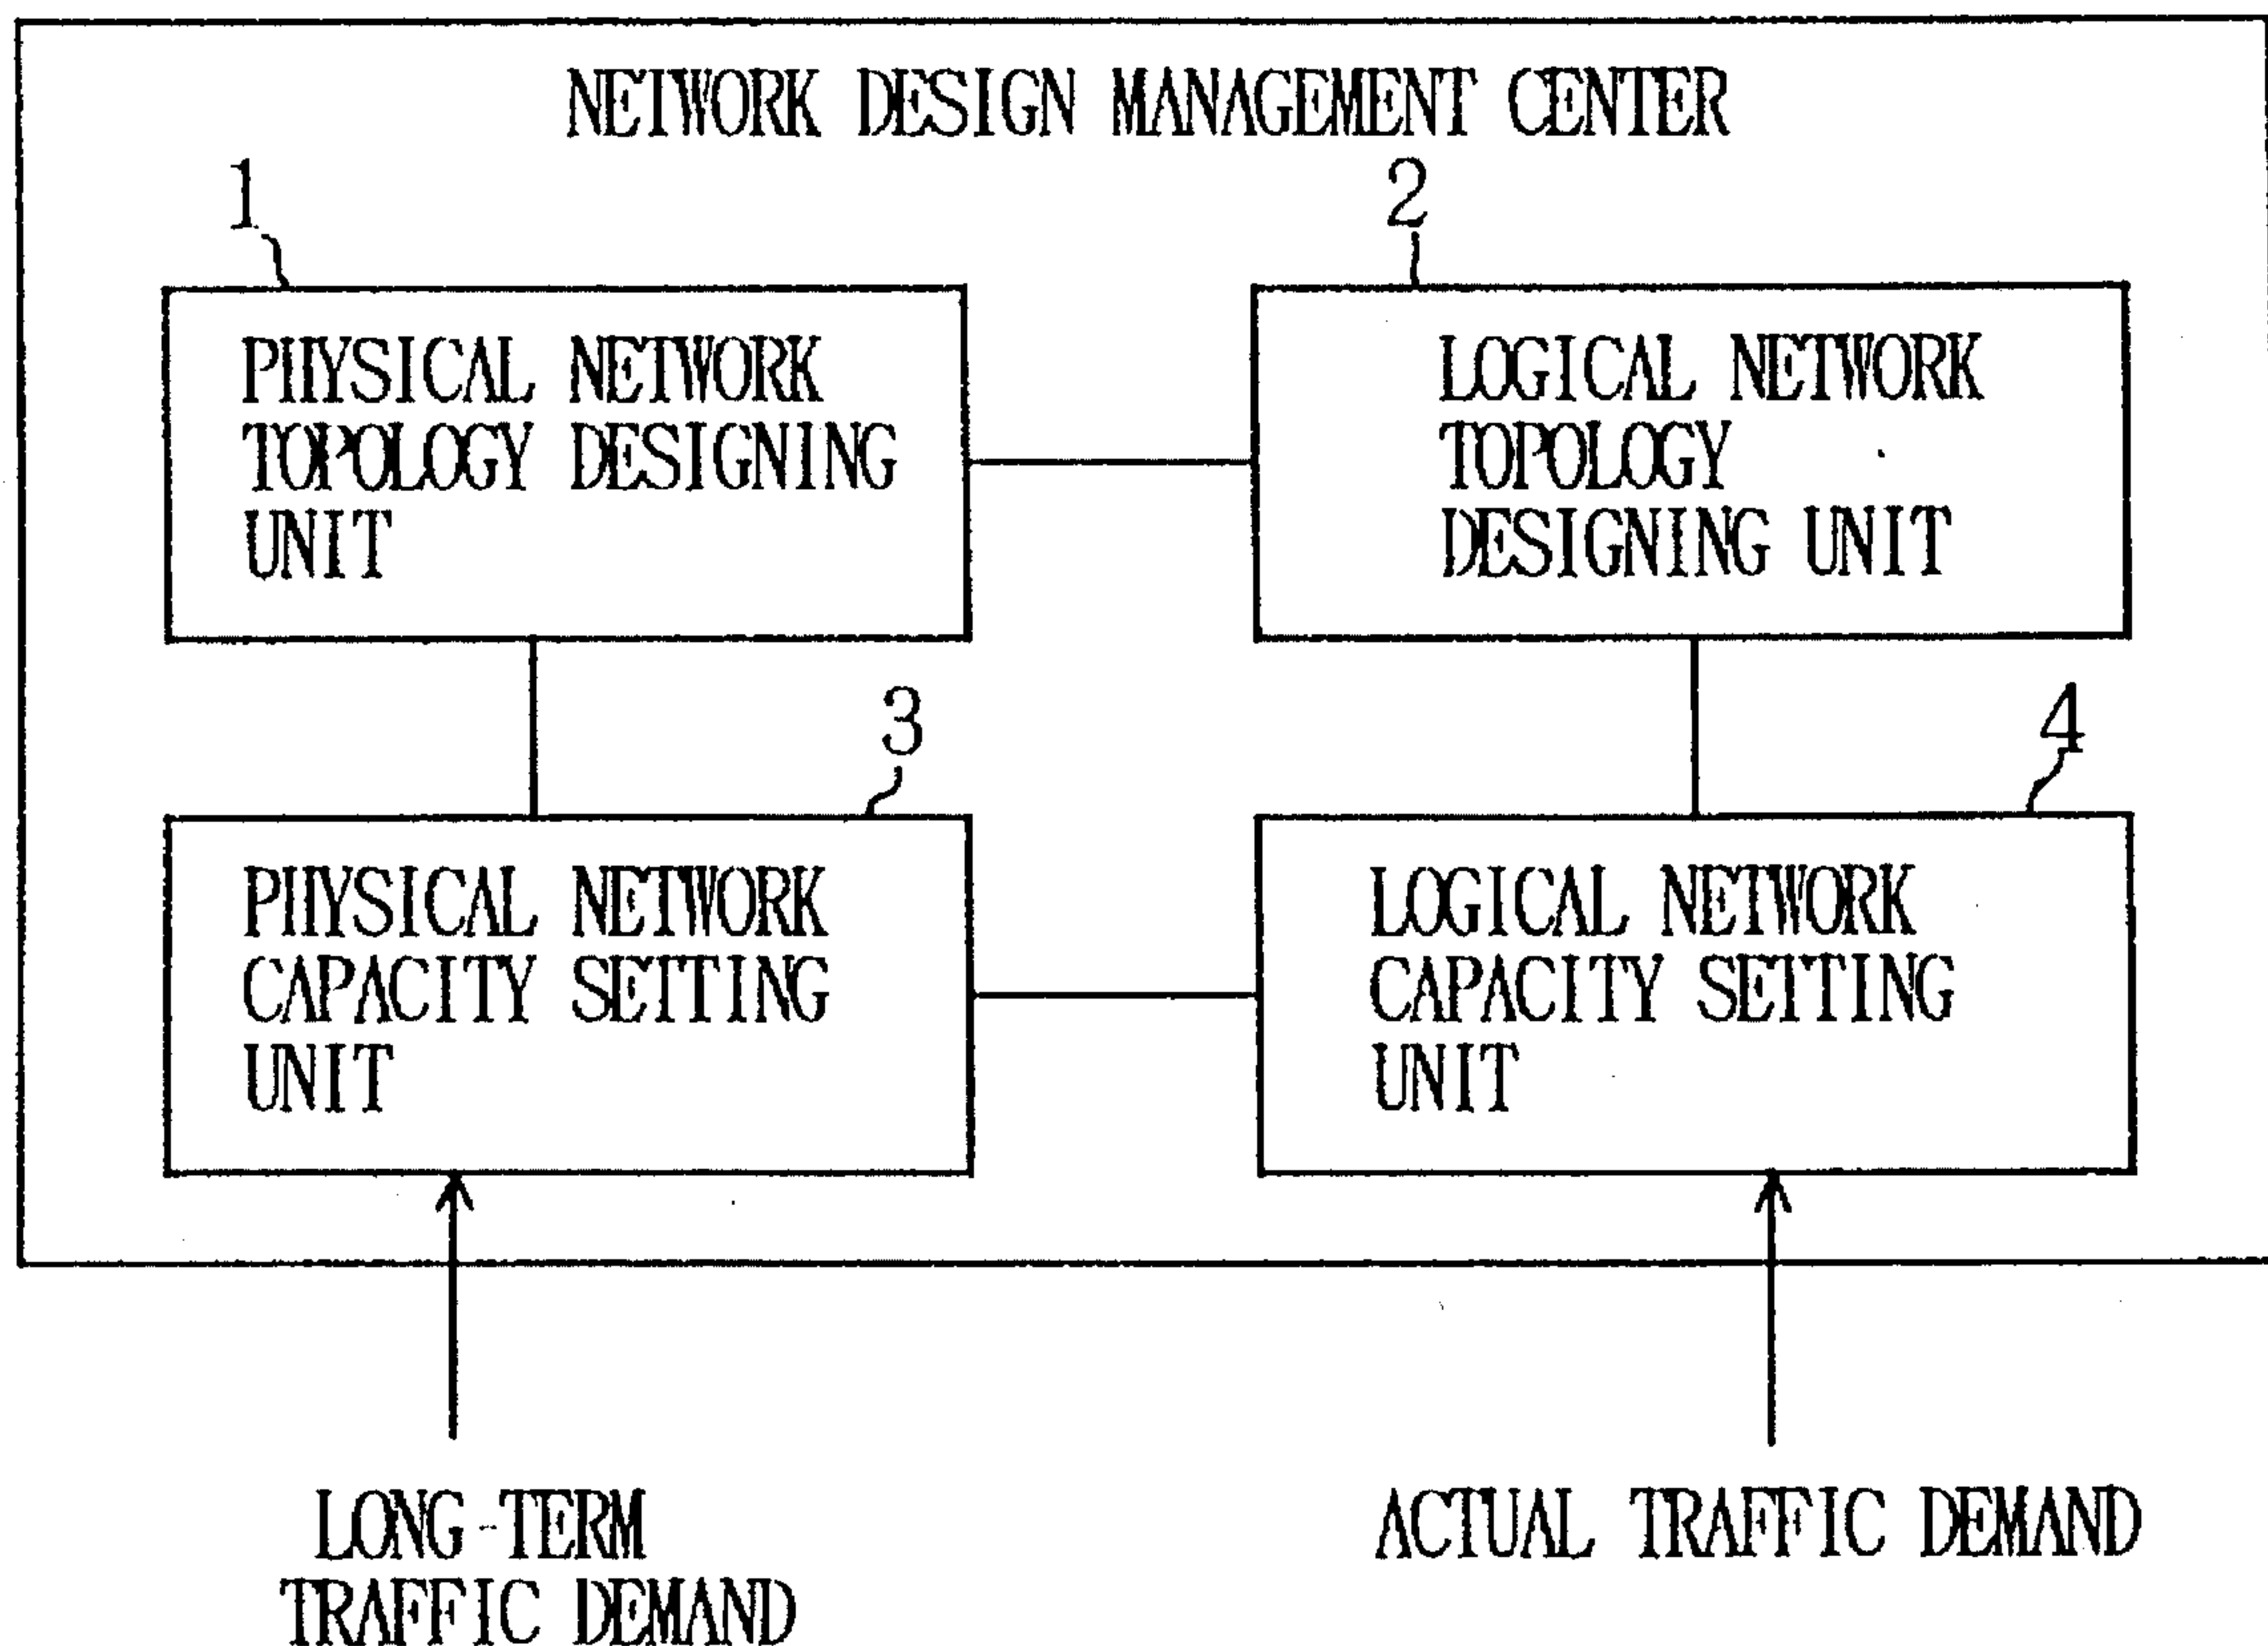 NETWORK DESIGN MANAGEMENT CENTER
1
2
PHYSICAL NETWORK
TOPOLOGY DESIGNING
UNIT
LOGICAL NETWORK
TOPOLOGY
DESIGNING UNIT
3
4
PHYSICAL NETWORK
CAPACITY SETTING
UNIT
LOGICAL NETWORK
CAPACITY SETTING
UNIT
LONG-TERM
TRAFFIC DEMAND
ACTUAL TRAFFIC DEMAND